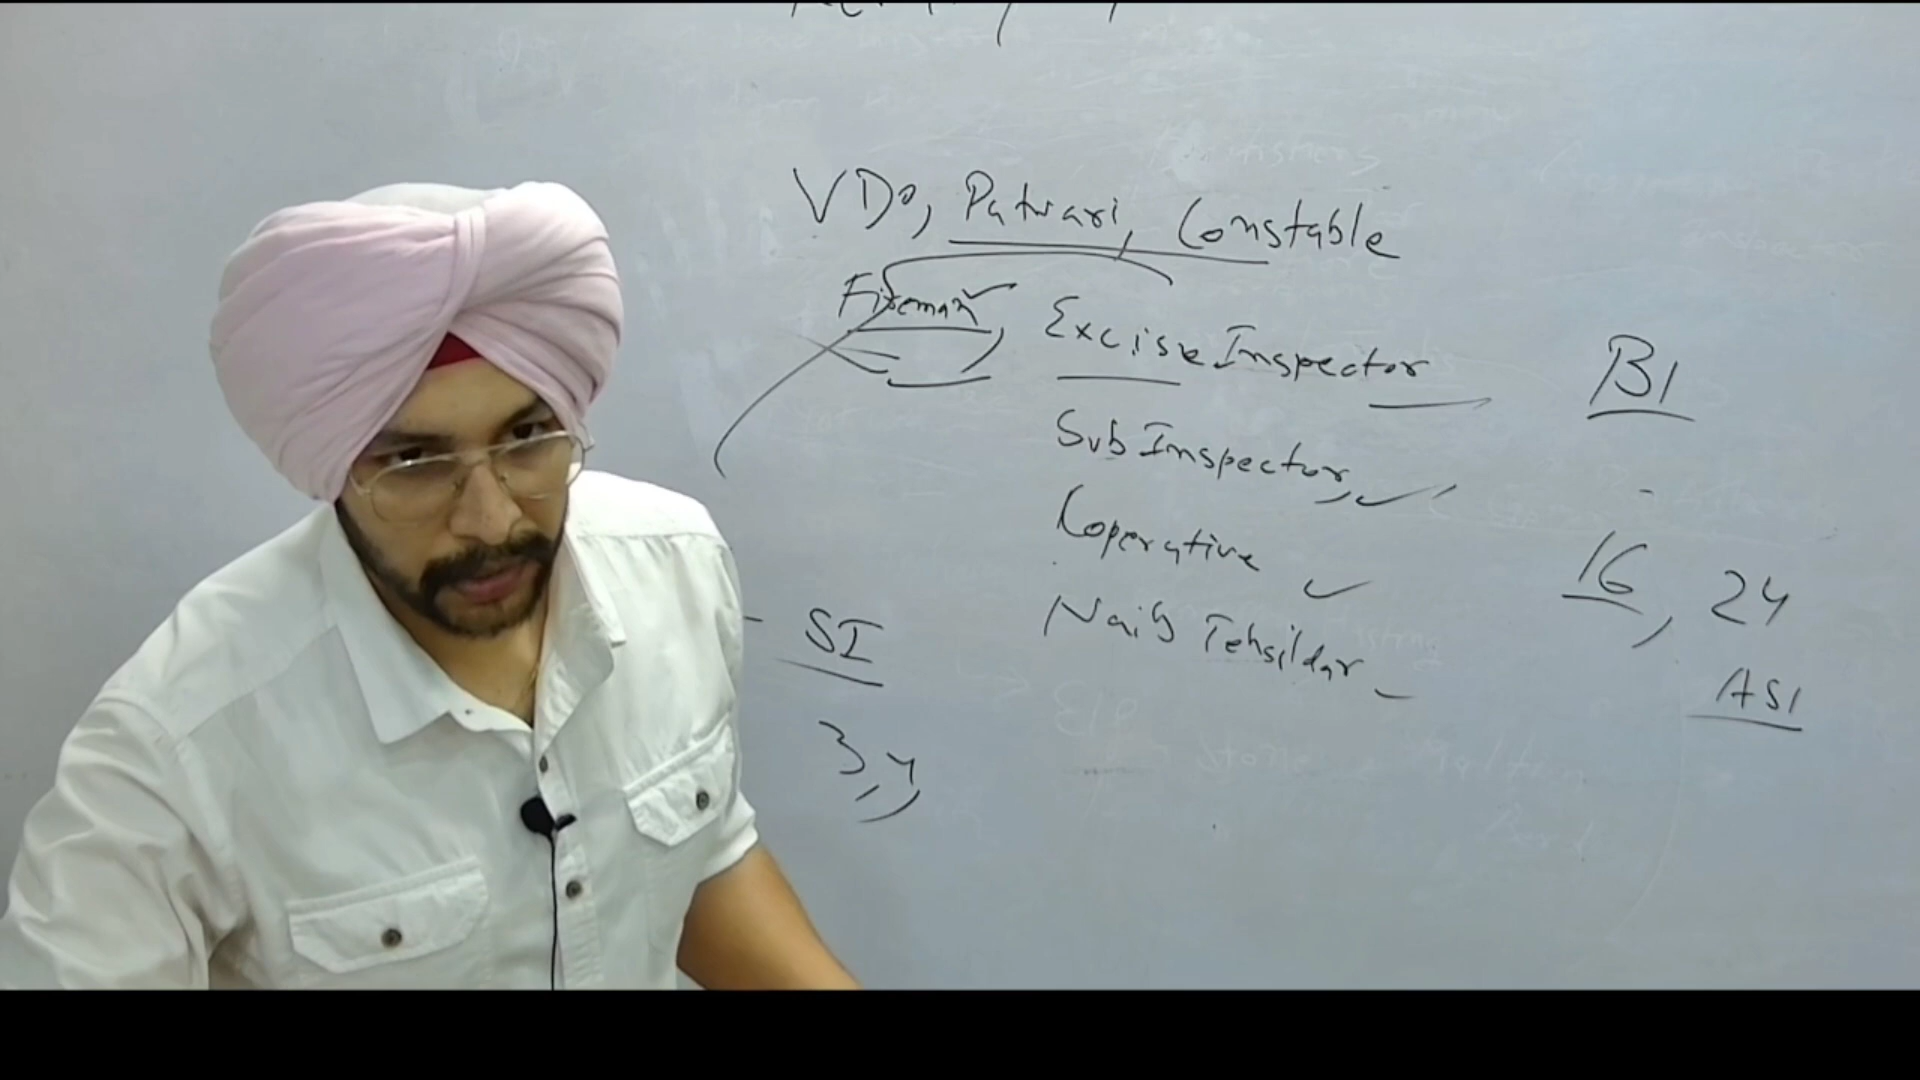 VDO, Patwari, Constable
Fireman, Excise Inspector
B1
Sub Inspector,
Coperative
16, 24
Naib Tehsildar
SI
ASI
3, 4